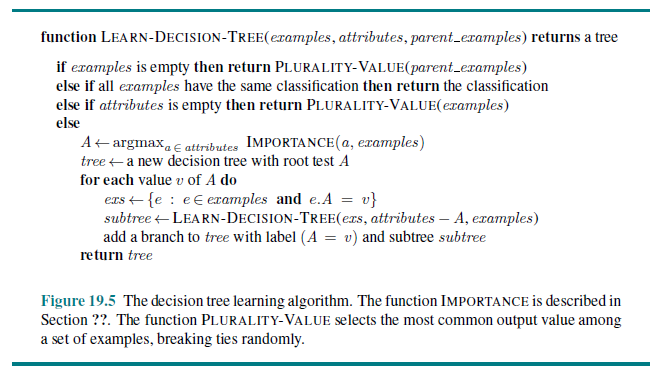 function LEARN-DECISION-TREE(examples, attributes, parent_examples) returns a tree
if examples is empty then return PLURALITY-VALUE(parent_examples)
else if all examples have the same classification then return the classification
else if attributes is empty then return PLURALITY-VALUE(examples)
else
A ← argmax a ∈ attributes IMPORTANCE(a, examples)
tree ← a new decision tree with root test A
for each value v of A do
exs ← {e : e ∈ examples and e.A = v}
subtree ← LEARN-DECISION-TREE(exs, attributes − A, examples)
add a branch to tree with label (A = v) and subtree subtree
return tree
Figure 19.5 The decision tree learning algorithm. The function IMPORTANCE is described in
Section ??. The function PLURALITY-VALUE selects the most common output value among
a set of examples, breaking ties randomly.